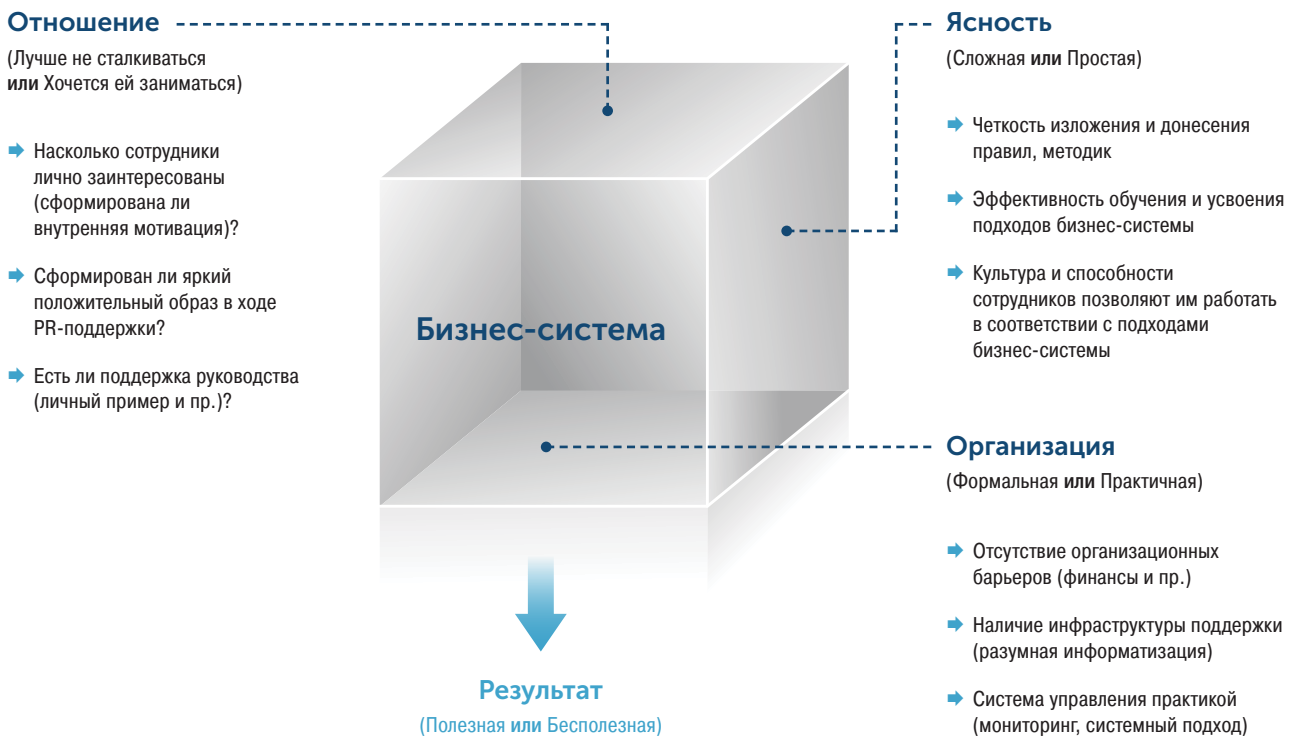 Отношение
(Лучше не сталкиваться
или Хочется ей заниматься)
Насколько сотрудники
лично заинтересованы
(сформирована ли
внутренняя мотивация)?
Сформирован ли яркий
положительный образ в ходе
PR-поддержки?
Есть ли поддержка руководства
(личный пример и пр.)?
Бизнес-система
Ясность
(Сложная или Простая)
Четкость изложения и донесения
правил, методик
Эффективность обучения и усвоения
подходов бизнес-системы
Культура и способности
сотрудников позволяют им работать
в соответствии с подходами
бизнес-системы
Организация
(Формальная или Практичная)
Отсутствие организационных
барьеров (финансы и пр.)
Наличие инфраструктуры поддержки
(разумная информатизация)
Система управления практикой
(мониторинг, системный подход)
Результат
(Полезная или Бесполезная)